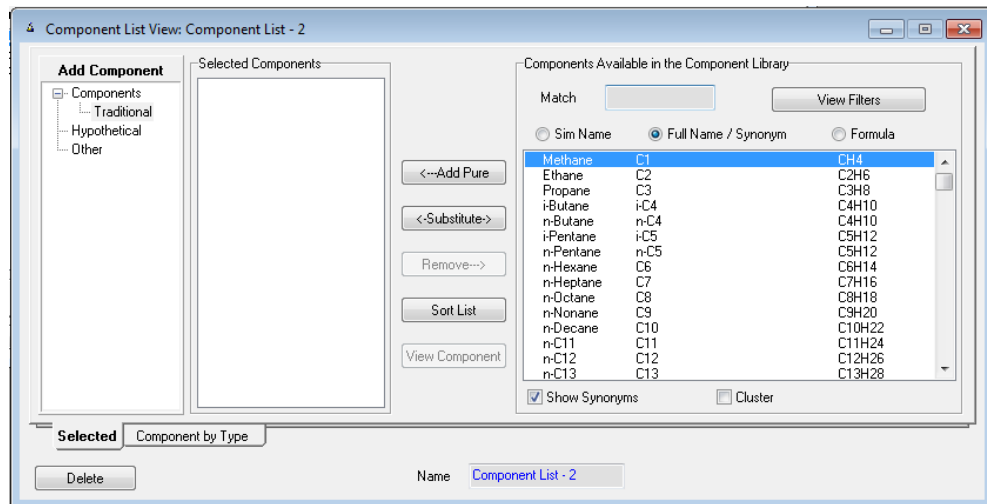 Component List View: Component List - 2
Add Component
Components
Traditional
Hypothetical
Other
Selected Components
<---Add Pure
<-Substitute->
Remove--->
Sort List
View Component
Components Available in the Component Library
Match
View Filters
Sim Name Full Name / Synonym Formula
Methane C1 CH4
Ethane C2 C2H6
Propane C3 C3H8
i-Butane i-C4 C4H10
n-Butane n-C4 C4H10
i-Pentane i-C5 C5H12
n-Pentane n-C5 C5H12
n-Hexane C6 C6H14
n-Heptane C7 C7H16
n-Octane C8 C8H18
n-Nonane C9 C9H20
n-Decane C10 C10H22
n-C11 C11 C11H24
n-C12 C12 C12H26
n-C13 C13 C13H28
Show Synonyms Cluster
Selected Component by Type
Delete Name Component List - 2